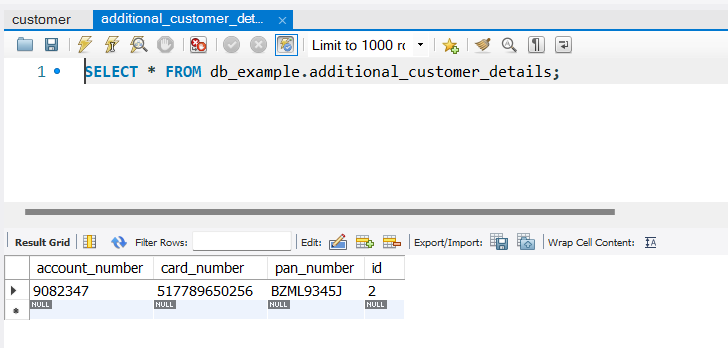 customer additional_customer_det... ×
Limit to 1000 rc
1 SELECT * FROM db_example.additional_customer_details;
Result Grid Filter Rows: Edit: Export/Import: Wrap Cell Content:
account_number card_number pan_number id
9082347 517789650256 BZML9345J 2
NULL NULL NULL NULL